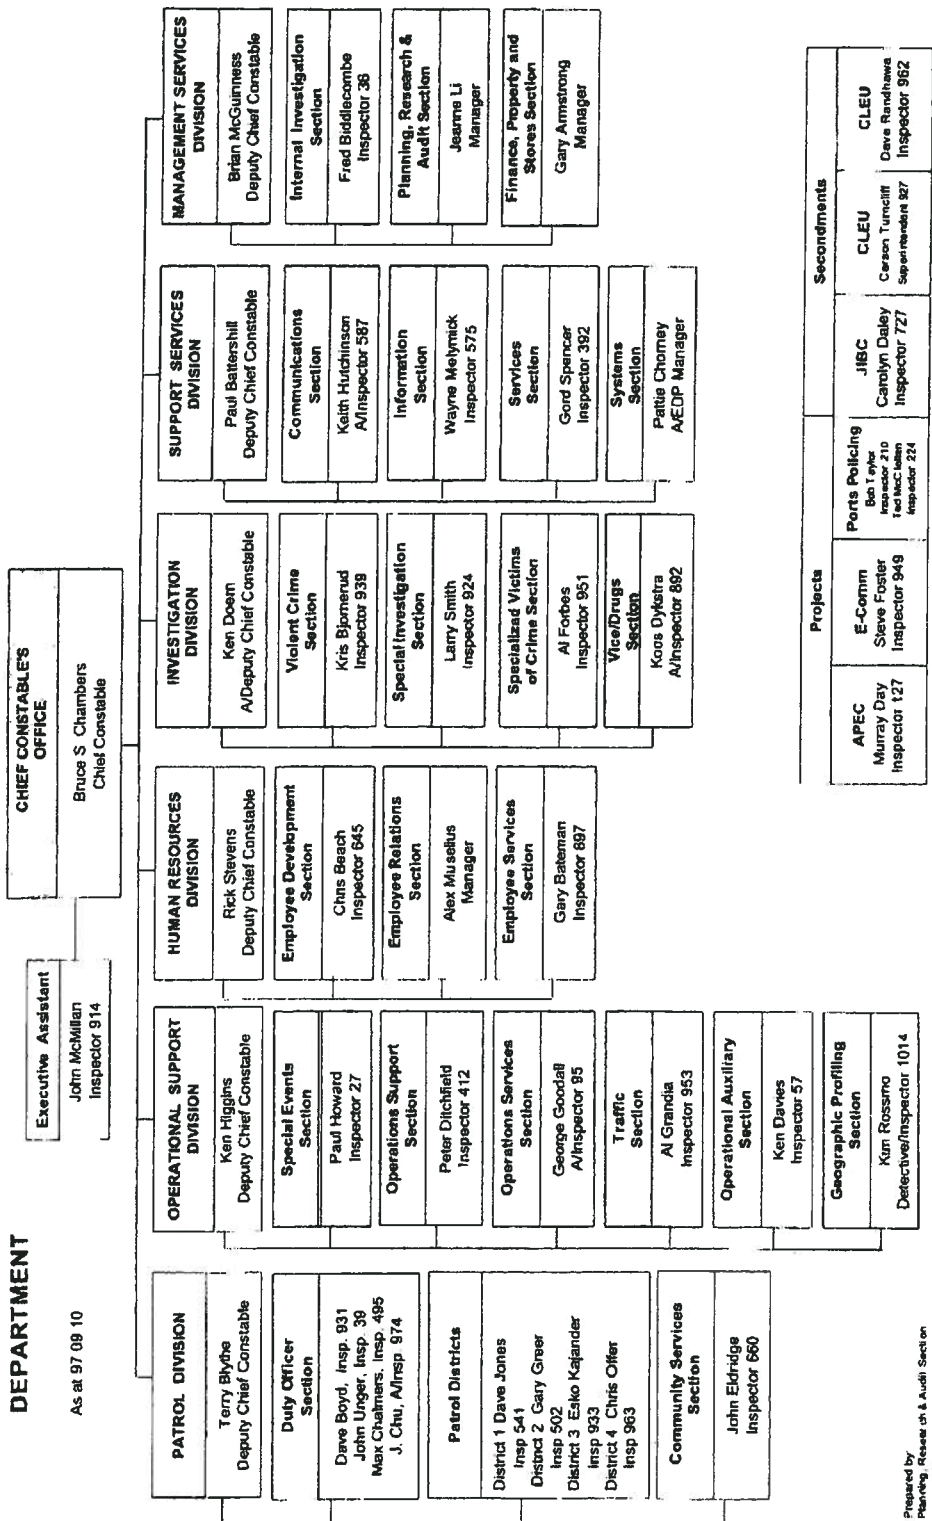 DEPARTMENT
As at 97 09 10
CHIEF CONSTABLE'S
OFFICE
Bruce S Chambers
Chief Constable
Executive Assistant
John McMillan
Inspector 914
PATROL DIVISION
Terry Blythe
Deputy Chief Constable
Duty Officer
Section
Dave Boyd, Insp. 931
John Unger, Insp. 39
Max Chalmers, Insp. 495
J. Chu, A/Insp 974
Patrol Districts
District 1 Dave Jones
Insp 541
District 2 Gary Greer
Insp 502
District 3 Esko Kajander
Insp 933
District 4 Chris Offer
Insp 963
Community Services
Section
John Eldridge
Inspector 660
OPERATIONAL SUPPORT
DIVISION
Ken Higgins
Deputy Chief Constable
Special Events
Section
Paul Howard
Inspector 27
Operations Support
Section
Peter Ditchfield
Inspector 412
Operations Services
Section
George Goodall
A/Inspector 95
Traffic
Section
Al Grandia
Inspector 953
Operational Auxiliary
Section
Ken Davies
Inspector 57
Geographic Profiling
Section
Kim Rossmo
Detective/Inspector 1014
HUMAN RESOURCES
DIVISION
Rick Stevens
Deputy Chief Constable
Employee Development
Section
Chris Beach
Inspector 645
Employee Relations
Section
Alex Muselius
Manager
Employee Services
Section
Gary Bateman
Inspector 897
INVESTIGATION
DIVISION
Ken Doern
A/Deputy Chief Constable
Violent Crime
Section
Kris Bjornerud
Inspector 939
Special Investigation
Section
Larry Smith
Inspector 924
Specialized Victims
of Crime Section
Al Forbes
Inspector 951
Vice/Drugs
Section
Koos Dykstra
A/Inspector 892
SUPPORT SERVICES
DIVISION
Paul Battershill
Deputy Chief Constable
Communications
Section
Keith Hutchinson
A/Inspector 587
Information
Section
Wayne Melymick
Inspector 575
Services
Section
Gord Spencer
Inspector 392
Systems
Section
Pattie Chorney
A/EDP Manager
MANAGEMENT SERVICES
DIVISION
Brian McGuinness
Deputy Chief Constable
Internal Investigation
Section
Fred Biddlecombe
Inspector 36
Planning, Research &
Audit Section
Jeanne Li
Manager
Finance, Property and
Stores Section
Gary Armstrong
Manager
Projects
APEC
Murray Day
Inspector 127
E-Comm
Steve Foster
Inspector 949
Ports Policing
Bob Taylor
Inspector 210
Ted McClellan
Inspector 224
Secondments
JIBC
Carolyn Daley
Inspector 727
CLEU
Carson Turncliff
Superintendent 927
CLEU
Dave Randhawa
Inspector 962
Prepared by
Planning, Research & Audit Section